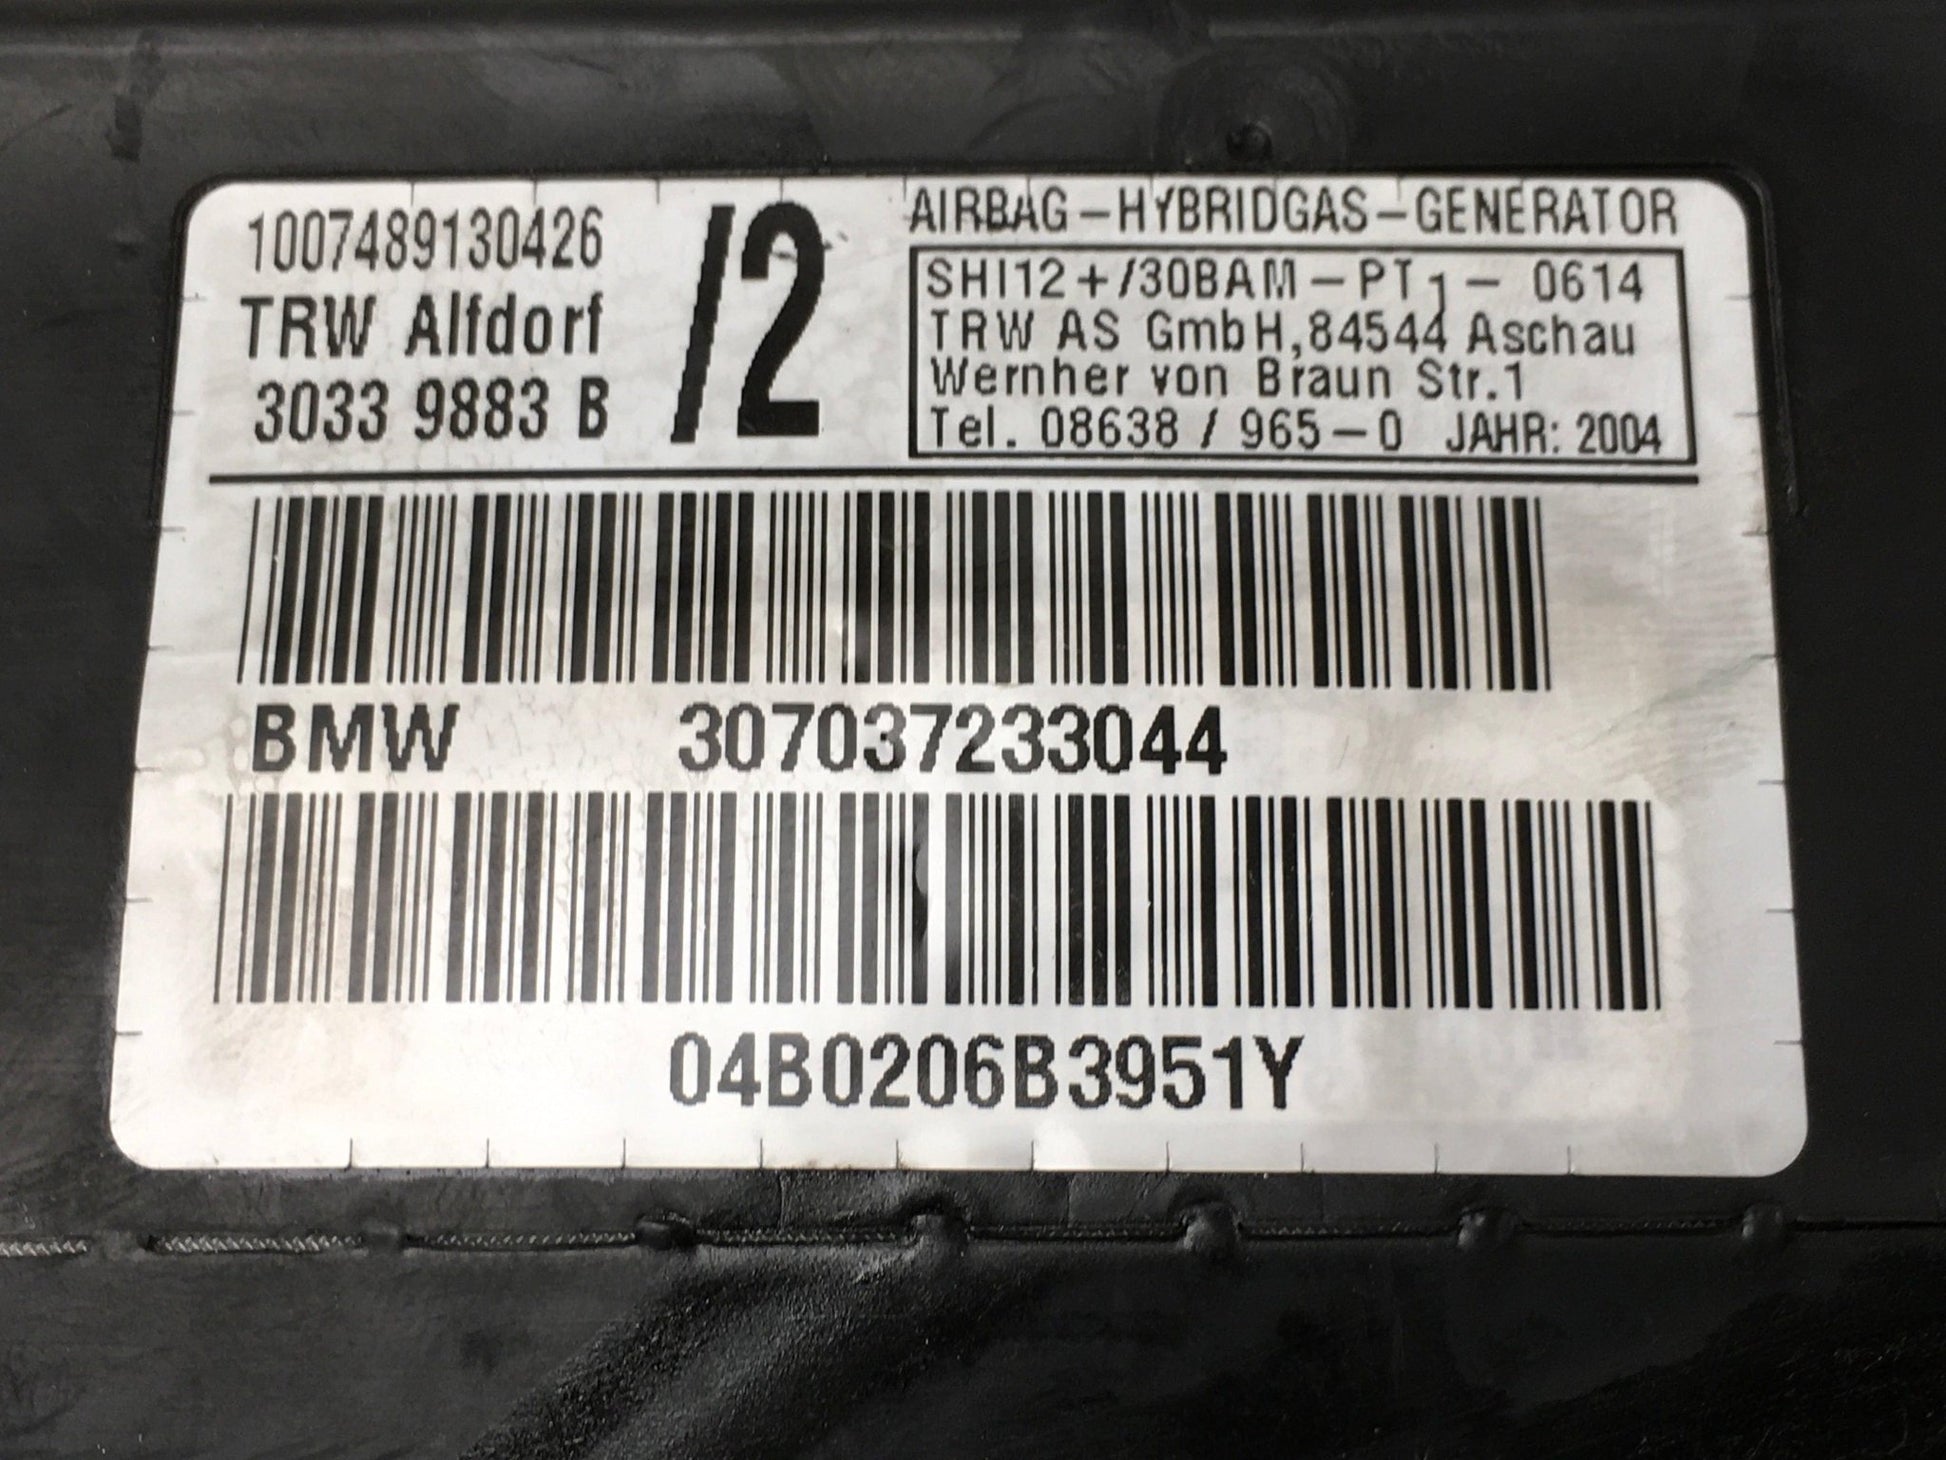 1007489130426
TRW Alfdorf
3033 9883 B
/2
AIRBAG-HYBRIDGAS-GENERATOR
SHI12+/30BAM-PT1- 0614
TRW AS GmbH,84544 Aschau
Wernher von Braun Str.1
Tel. 08638 / 965-0 JAHR: 2004
BMW 307037233044
04B0206B3951Y